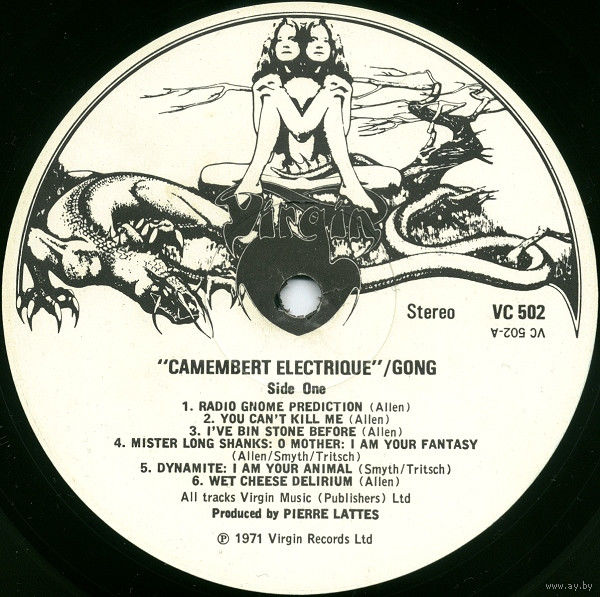 Virgin
Stereo VC 502
VC 502-A
"CAMEMBERT ELECTRIQUE"/GONG
Side One
1. RADIO GNOME PREDICTION (Allen)
2. YOU CAN'T KILL ME (Allen)
3. I'VE BIN STONE BEFORE (Allen)
4. MISTER LONG SHANKS: O MOTHER: I AM YOUR FANTASY
(Allen/Smyth/Tritsch)
5. DYNAMITE: I AM YOUR ANIMAL (Smyth/Tritsch)
6. WET CHEESE DELIRIUM (Allen)
All tracks Virgin Music (Publishers) Ltd
Produced by PIERRE LATTES
℗ 1971 Virgin Records Ltd
www.ay.by